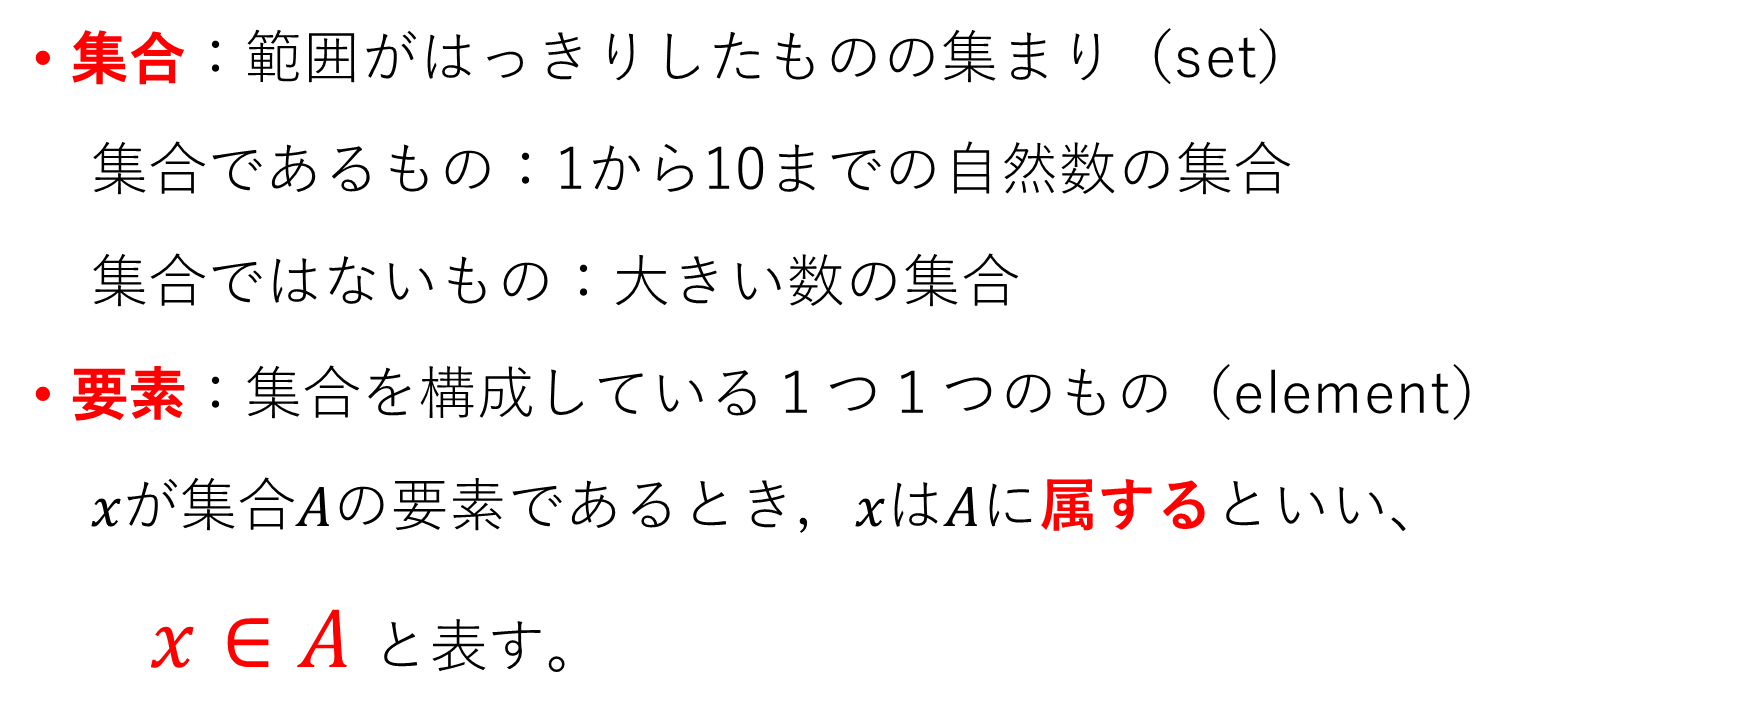 • 集合：範囲がはっきりしたものの集まり（set）
集合であるもの：1から10までの自然数の集合
集合ではないもの：大きい数の集合
• 要素：集合を構成している１つ１つのもの（element）
xが集合Aの要素であるとき，xはAに属するといい、
x ∈ A と表す。